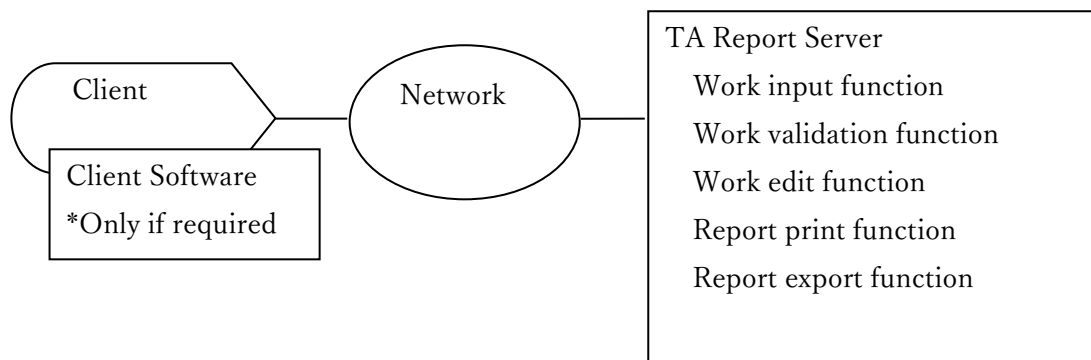 Client
Client Software
*Only if required
Network
TA Report Server
Work input function
Work validation function
Work edit function
Report print function
Report export function